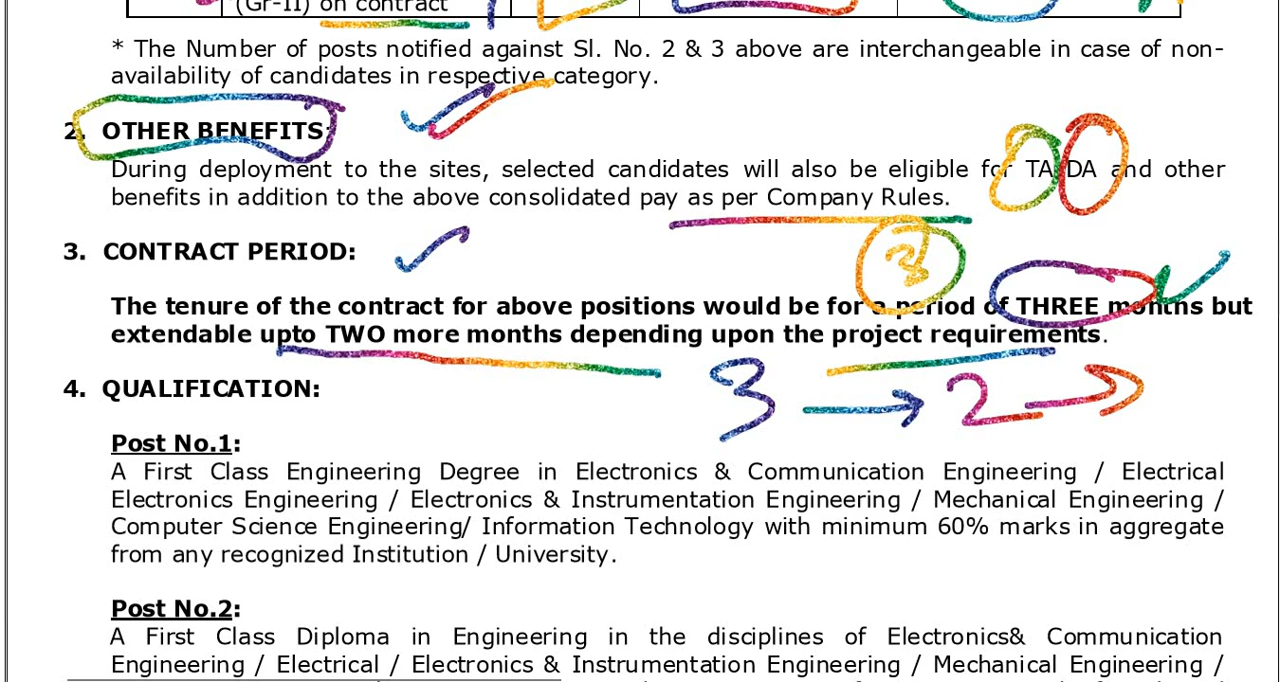 (Gr-II) on contract
* The Number of posts notified against Sl. No. 2 & 3 above are interchangeable in case of non-
availability of candidates in respective category.
2. OTHER BENEFITS:
During deployment to the sites, selected candidates will also be eligible for TA/DA and other
benefits in addition to the above consolidated pay as per Company Rules.
3. CONTRACT PERIOD:
3
The tenure of the contract for above positions would be for a period of THREE months but
extendable upto TWO more months depending upon the project requirements.
3 → 2 →
4. QUALIFICATION:
Post No.1:
A First Class Engineering Degree in Electronics & Communication Engineering / Electrical
Electronics Engineering / Electronics & Instrumentation Engineering / Mechanical Engineering /
Computer Science Engineering/ Information Technology with minimum 60% marks in aggregate
from any recognized Institution / University.
Post No.2:
A First Class Diploma in Engineering in the disciplines of Electronics& Communication
Engineering / Electrical / Electronics & Instrumentation Engineering / Mechanical Engineering /